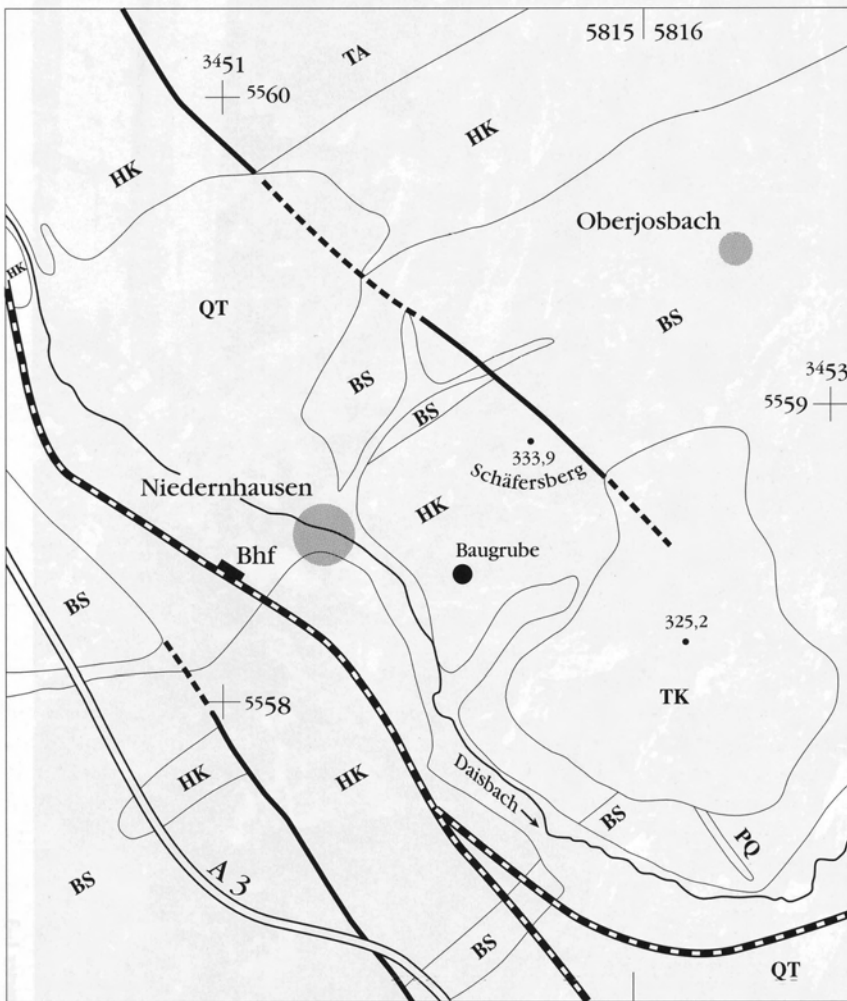 5815 5816
TA
³⁴51
⁵⁵60
HK
HK
Oberjosbach
HK
QT
BS
BS
³⁴53
⁵⁵59
BS
333,9
Schäfersberg
Niedernhausen
HK
Baugrube
Bhf
BS
325,2
TK
⁵⁵58
HK
HK
Daisbach
BS
PQ
A 3
BS
BS
QT